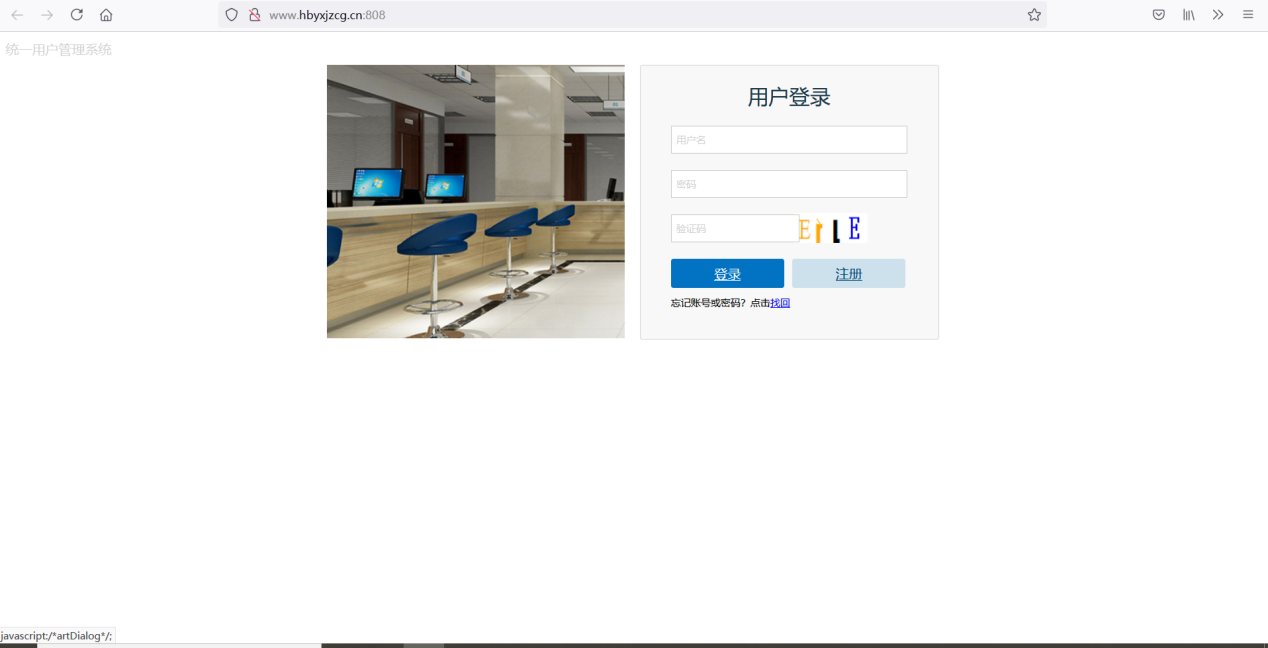 www.hbyxjzcg.cn:808
统一用户管理系统
用户登录
用户名
密码
验证码
登录 注册
忘记账号或密码？点击找回
javascript:/*artDialog*/;